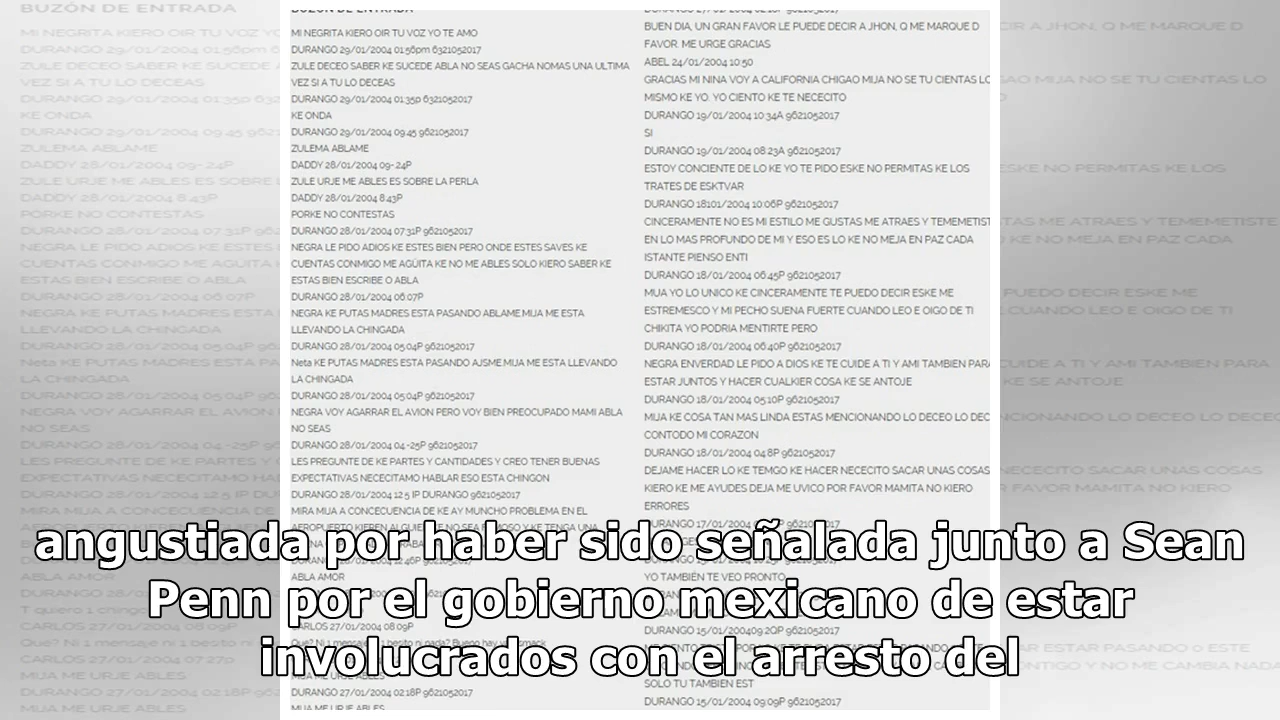 BUZÓN DE ENTRADA
MI NEGRITA KIERO OIR TU VOZ YO TE AMO
DURANGO 29/01/2004 01:56pm 6321052017
ZULE DECEO SABER KE SUCEDE ABLA NO SEAS GACHA NOMAS UNA ULTIMA
VEZ SI A TU LO DECEAS
DURANGO 29/01/2004 01:35p 6321052017
KE ONDA
DURANGO 29/01/2004 09:45 9621052017
ZULEMA ABLAME
DADDY 28/01/2004 09- 24P
ZULE URJE ME ABLES ES SOBRE LA PERLA
DADDY 28/01/2004 8:43P
PORKE NO CONTESTAS
DURANGO 28/01/2004 07:31P 9621052017
NEGRA LE PIDO ADIOS KE ESTES BIEN PERO ONDE ESTES SAVES KE
CUENTAS CONMIGO ME AGÜITA KE NO ME ABLES SOLO KIERO SABER KE
ESTAS BIEN ESCRIBE O ABLA
DURANGO 28/01/2004 06:07P
NEGRA KE PUTAS MADRES ESTA PASANDO ABLAME MIJA ME ESTA
LLEVANDO LA CHINGADA
DURANGO 28/01/2004 05:04P 9621052017
Neta KE PUTAS MADRES ESTA PASANDO AJSME MIJA ME ESTA LLEVANDO
LA CHINGADA
DURANGO 28/01/2004 05:04P 9621052017
NEGRA VOY AGARRAR EL AVION PERO VOY BIEN PREOCUPADO MAMI ABLA
NO SEAS
DURANGO 28/01/2004 04:-25P 9621052017
LES PREGUNTE DE KE PARTES Y CANTIDADES Y CREO TENER BUENAS
EXPECTATIVAS NECECITAMO HABLAR ESO ESTA CHINGON
DURANGO 28/01/2004 12:5 IP DURANGO 9621052017
MIRA MIJA A CONCECUENCIA DE KE AY MUNCHO PROBLEMA EN EL
AEROPUERTO KIEREN
ABLA AMOR
CARLOS 27/01/2004 08:09P
DURANGO 27/01/2004 02:18P 9621052017
MIJA ME URJE ABLES
BUEN DIA, UN GRAN FAVOR LE PUEDE DECIR A JHON, Q ME MARQUE D
FAVOR. ME URGE GRACIAS
ABEL 24/01/2004 10:50
GRACIAS MI NINA VOY A CALIFORNIA CHIGAO MIJA NO SE TU CIENTAS LO
MISMO KE YO. YO CIENTO KE TE NECECITO
DURANGO 19/01/2004 10:34A 9621052017
SI
DURANGO 19/01/2004 08:23A 9621052017
ESTOY CONCIENTE DE LO KE YO TE PIDO ESKE NO PERMITAS KE LOS
TRATES DE ESKTVAR
DURANGO 18101/2004 10:06P 9621052017
CINCERAMENTE NO ES MI ESTILO ME GUSTAS ME ATRAES Y TEMEMETIST
EN LO MAS PROFUNDO DE MI Y ESO ES LO KE NO MEJA EN PAZ CADA
ISTANTE PIENSO ENTI
DURANGO 18/01/2004 06:45P 9621052017
MIJA YO LO UNICO KE CINCERAMENTE TE PUEDO DECIR ESKE ME
ESTREMESCO Y MI PECHO SUENA FUERTE CUANDO LEO E OIGO DE TI
CHIKITA YO PODRIA MENTIRTE PERO
DURANGO 18/01/2004 06:40P 9621052017
NEGRA ENVERDAD LE PIDO A DIOS KE TE CUIDE A TI Y AMI TAMBIEN PARA
ESTAR JUNTOS Y HACER CUALKIER COSA KE SE ANTOJE
DURANGO 18/01/2004 05:10P 9621052017
MIJA KE COSA TAN MAS LINDA ESTAS MENCIONANDO LO DECEO LO DEC
CONTODO MI CORAZON
DURANGO 18/01/2004 04:8P 9621052017
DEJAME HACER LO KE TEMGO KE HACER NECECITO SACAR UNAS COSAS
KIERO KE ME AYUDES DEJA ME UVICO POR FAVOR MAMITA NO KIERO
ERRORES
YO TAMBIÉN TE VEO PRONTO
DURANGO 15/01/200409:2QP 9621052017
SOLO TU TAMBIEN EST
DURANGO 15/01/2004 09:09P 9621052017
angustiada por haber sido señalada junto a Sean
Penn por el gobierno mexicano de estar
involucrados con el arresto del